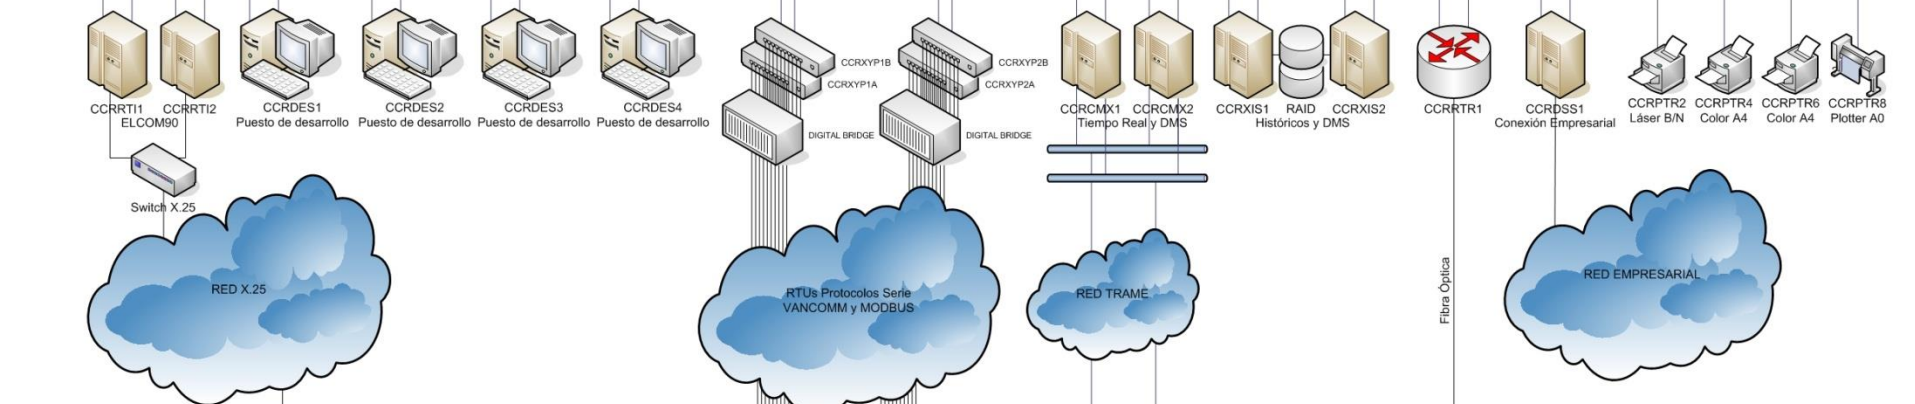 CCRRTI1
CCRRTI2
ELCOM90
CCRDES1
Puesto de desarrollo
CCRDES2
Puesto de desarrollo
CCRDES3
Puesto de desarrollo
CCRDES4
Puesto de desarrollo
CCRXYP1B
CCRXYP1A
DIGITAL BRIDGE
CCRXYP2B
CCRXYP2A
DIGITAL BRIDGE
CCRCMX1
CCRCMX2
Tiempo Real y DMS
CCRXIS1
RAID
CCRXIS2
Históricos y DMS
CCRRTR1
CCRDSS1
Conexión Empresarial
CCRPTR2
Láser B/N
CCRPTR4
Color A4
CCRPTR6
Color A4
CCRPTR8
Plotter A0
Switch X.25
RED X.25
RTUs Protocolos Serie
VANCOMM y MODBUS
RED TRAME
Fibra Óptica
RED EMPRESARIAL